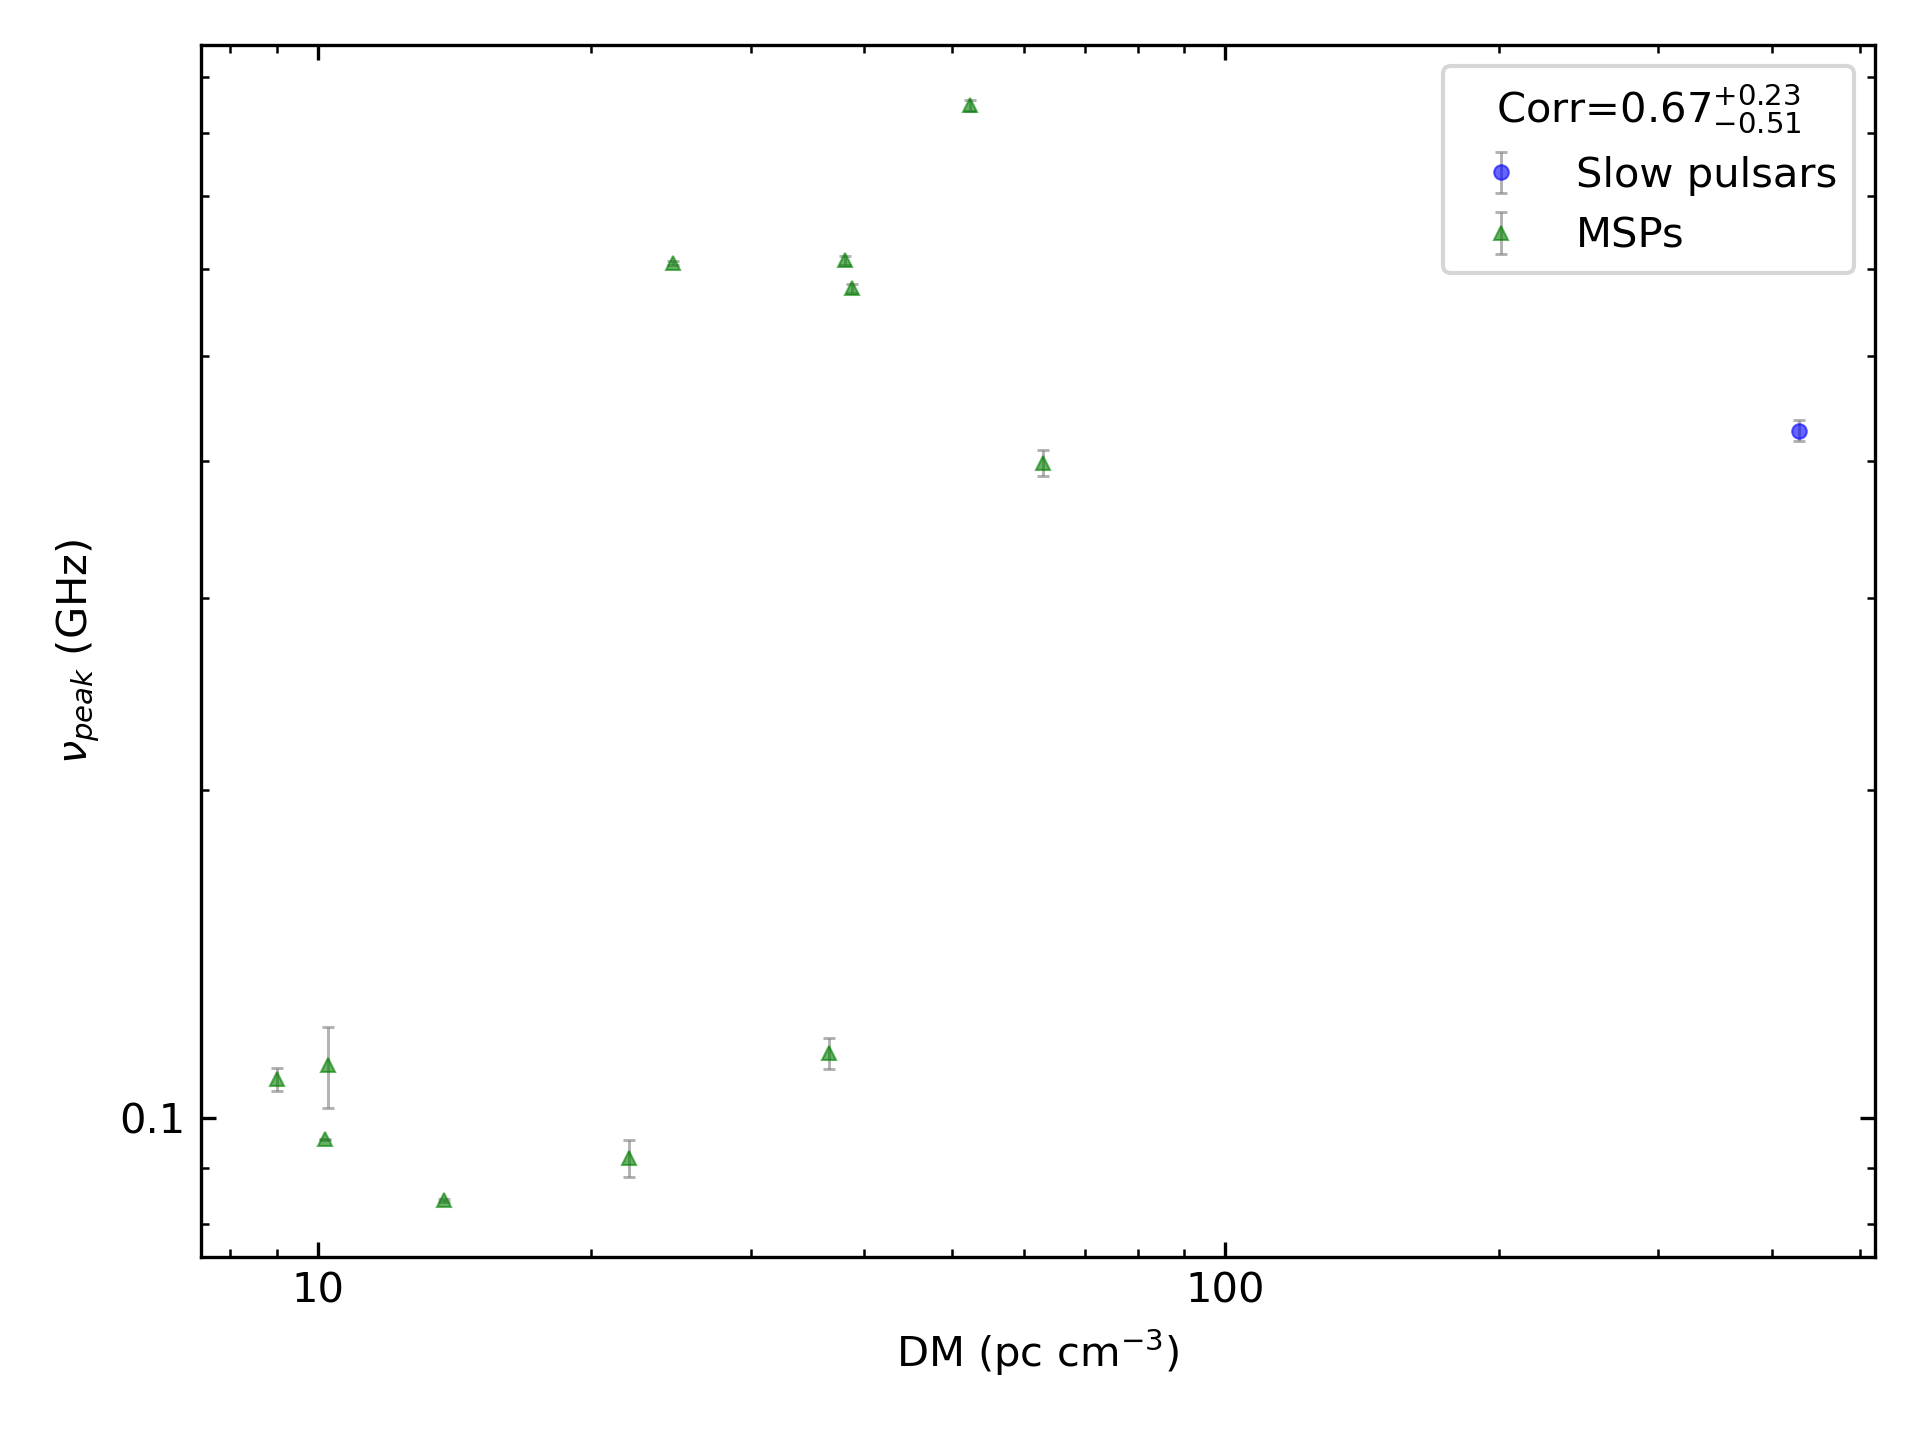 Corr=0.67$^{+0.23}_{-0.51}$
Slow pulsars
MSPs
ν$_{peak}$ (GHz)
0.1
10
100
DM (pc cm$^{-3}$)